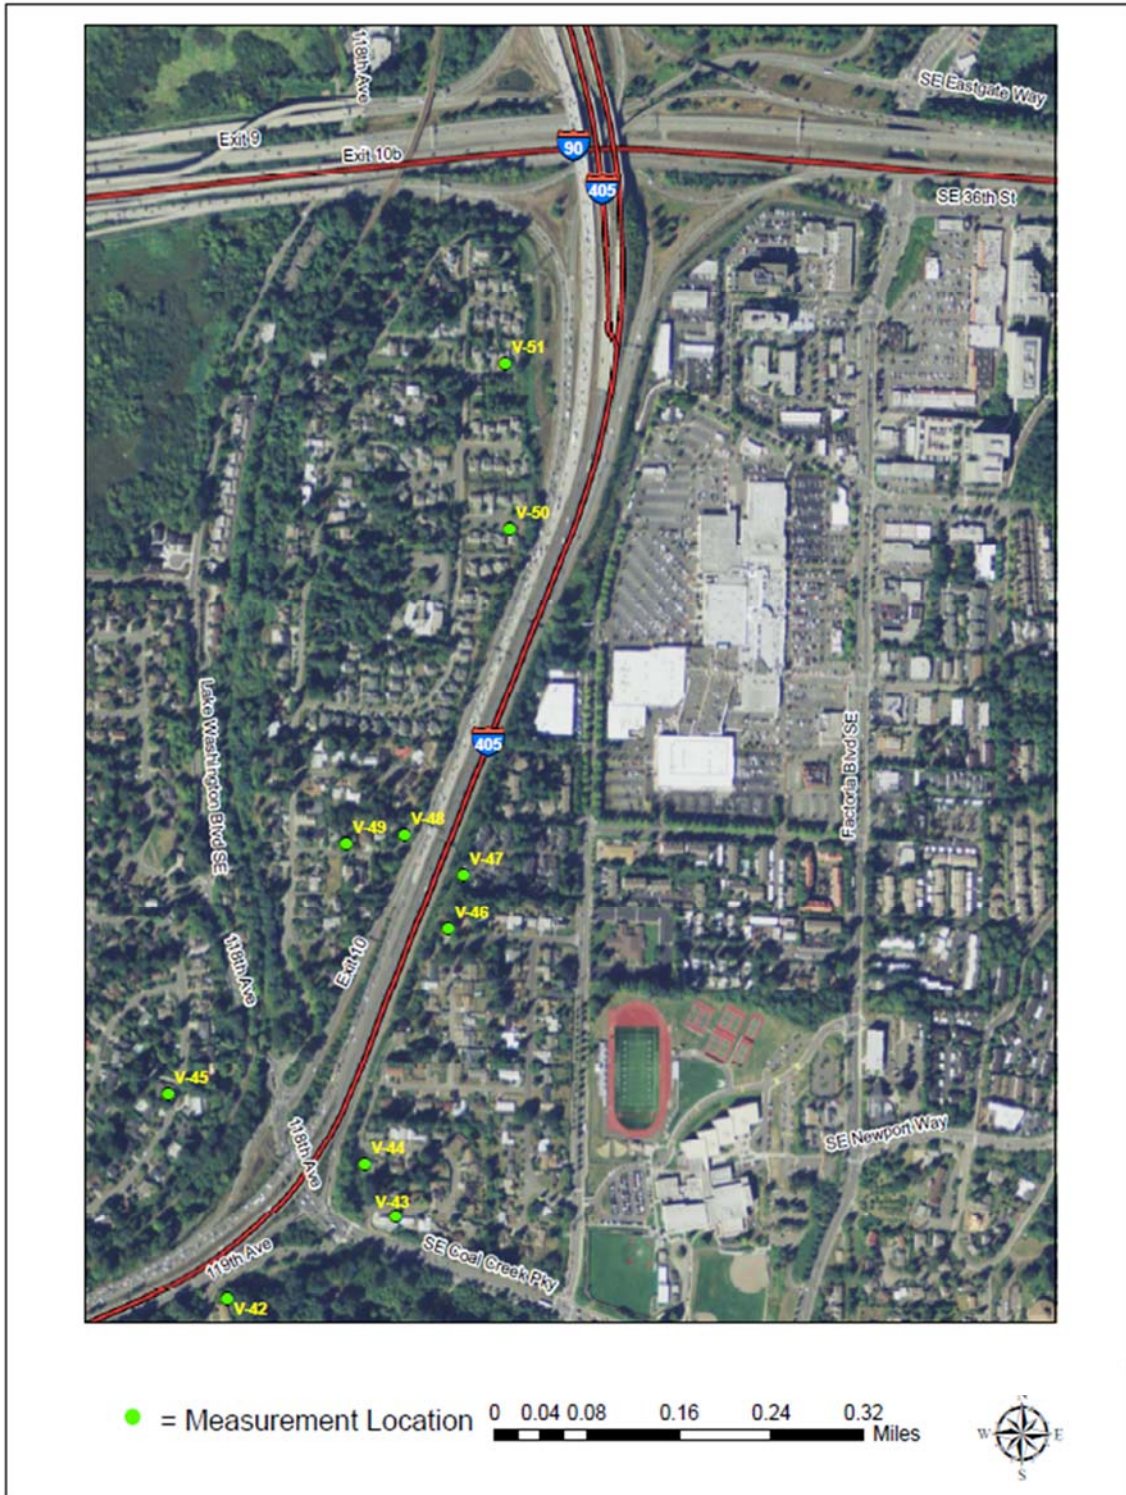 118th Ave
SE Eastgate Way
Exit 9
90
Exit 10b
405
SE 36th St
V-51
V-50
Lake Washington Blvd SE
405
Factoria Blvd SE
V-49
V-48
V-47
V-46
118th Ave
Exit 10
V-45
118th Ave
SE Newport Way
V-44
V-43
119th Ave
SE Coal Creek Pky
V-42
= Measurement Location
0 0.04 0.08 0.16 0.24 0.32
Miles
N
W E
S